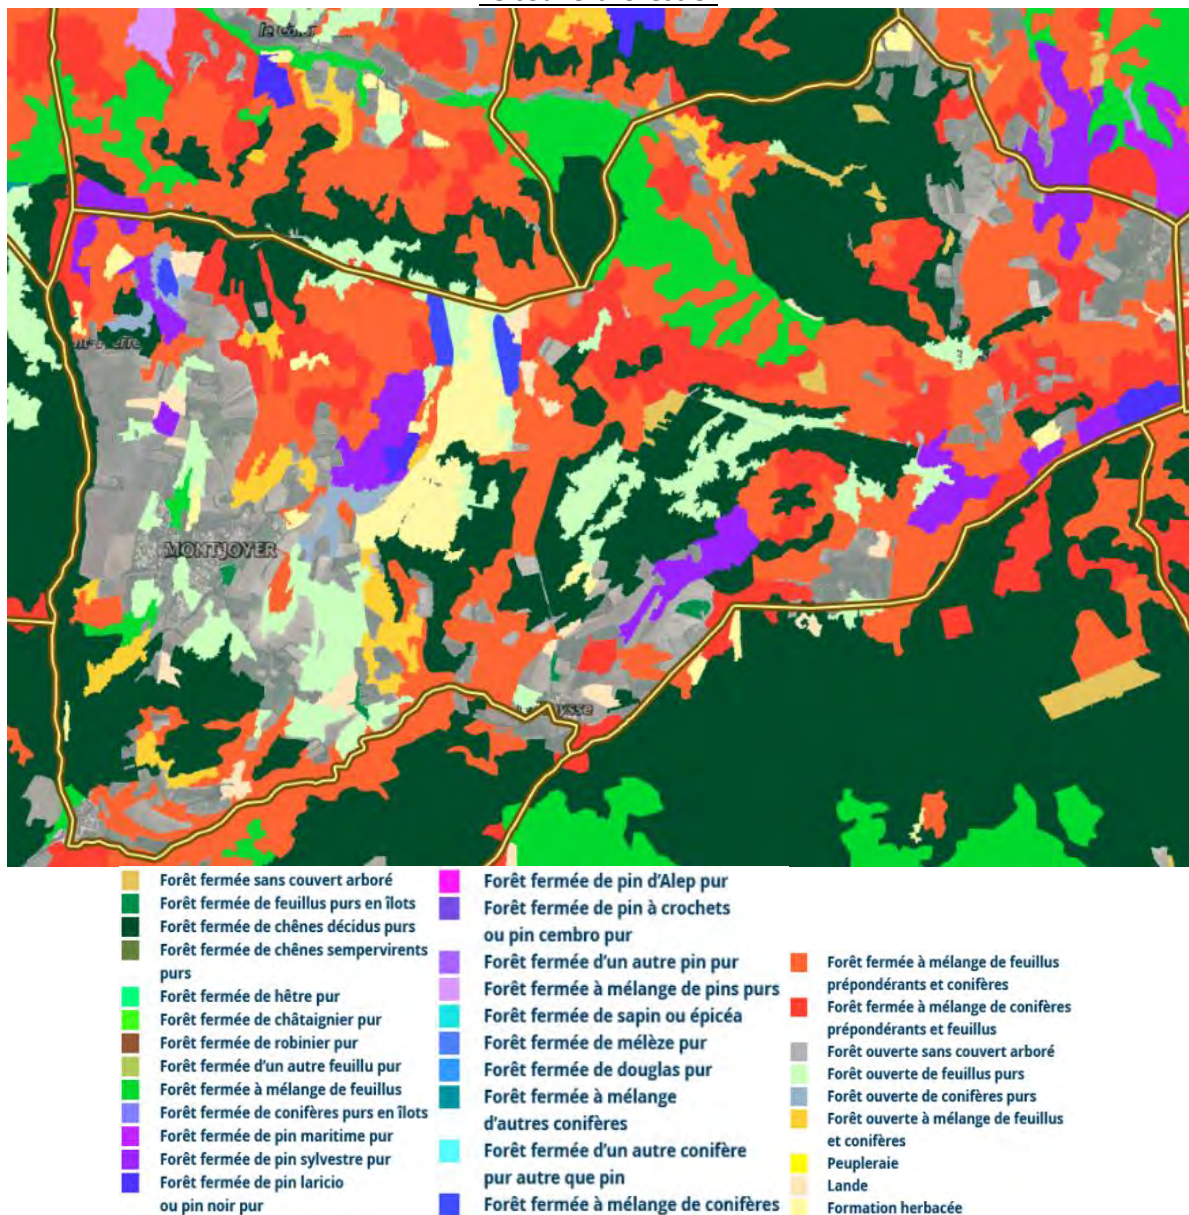 MONTJOYER
Forêt fermée sans couvert arboré
Forêt fermée de feuillus purs en îlots
Forêt fermée de chênes décidus purs
Forêt fermée de chênes sempervirents
purs
Forêt fermée de hêtre pur
Forêt fermée de châtaignier pur
Forêt fermée de robinier pur
Forêt fermée d'un autre feuillu pur
Forêt fermée à mélange de feuillus
Forêt fermée de conifères purs en îlots
Forêt fermée de pin maritime pur
Forêt fermée de pin sylvestre pur
Forêt fermée de pin laricio
ou pin noir pur
Forêt fermée de pin d'Alep pur
Forêt fermée de pin à crochets
ou pin cembro pur
Forêt fermée d'un autre pin pur
Forêt fermée à mélange de pins purs
Forêt fermée de sapin ou épicéa
Forêt fermée de mélèze pur
Forêt fermée de douglas pur
Forêt fermée à mélange
d'autres conifères
Forêt fermée d'un autre conifère
pur autre que pin
Forêt fermée à mélange de conifères
Forêt fermée à mélange de feuillus
prépondérants et conifères
Forêt fermée à mélange de conifères
prépondérants et feuillus
Forêt ouverte sans couvert arboré
Forêt ouverte de feuillus purs
Forêt ouverte de conifères purs
Forêt ouverte à mélange de feuillus
et conifères
Peupleraie
Lande
Formation herbacée